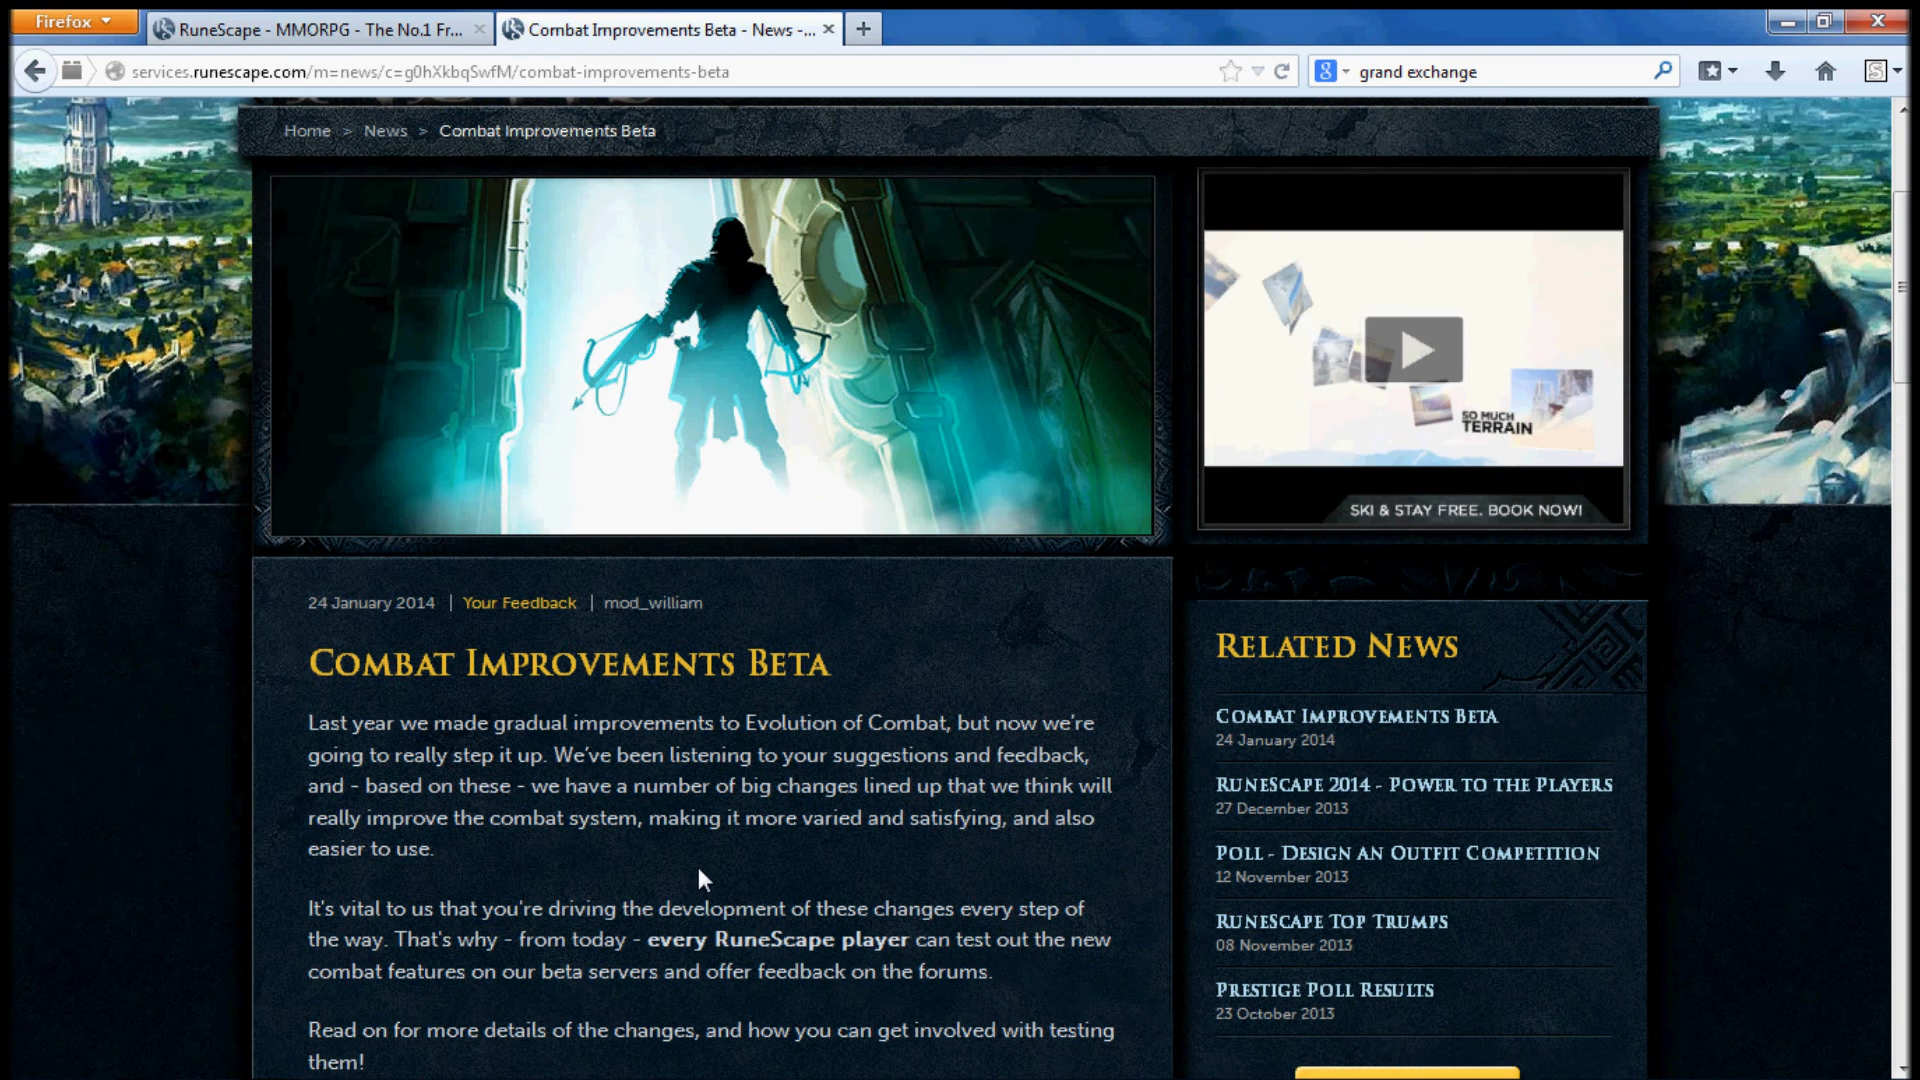 Firefox
RuneScape - MMORPG - The No.1 Fr...
Combat Improvements Beta - News -...
services.runescape.com/m=news/c=g0hXkbqSwfM/combat-improvements-beta
grand exchange
Home > News > Combat Improvements Beta
SO MUCH
TERRAIN
SKI & STAY FREE. BOOK NOW!
24 January 2014 | Your Feedback | mod_william
COMBAT IMPROVEMENTS BETA
Last year we made gradual improvements to Evolution of Combat, but now we're
going to really step it up. We've been listening to your suggestions and feedback,
and - based on these - we have a number of big changes lined up that we think will
really improve the combat system, making it more varied and satisfying, and also
easier to use.
It's vital to us that you're driving the development of these changes every step of
the way. That's why - from today - every RuneScape player can test out the new
combat features on our beta servers and offer feedback on the forums.
Read on for more details of the changes, and how you can get involved with testing
them!
RELATED NEWS
COMBAT IMPROVEMENTS BETA
24 January 2014
RUNESCAPE 2014 - POWER TO THE PLAYERS
27 December 2013
POLL - DESIGN AN OUTFIT COMPETITION
12 November 2013
RUNESCAPE TOP TRUMPS
08 November 2013
PRESTIGE POLL RESULTS
23 October 2013